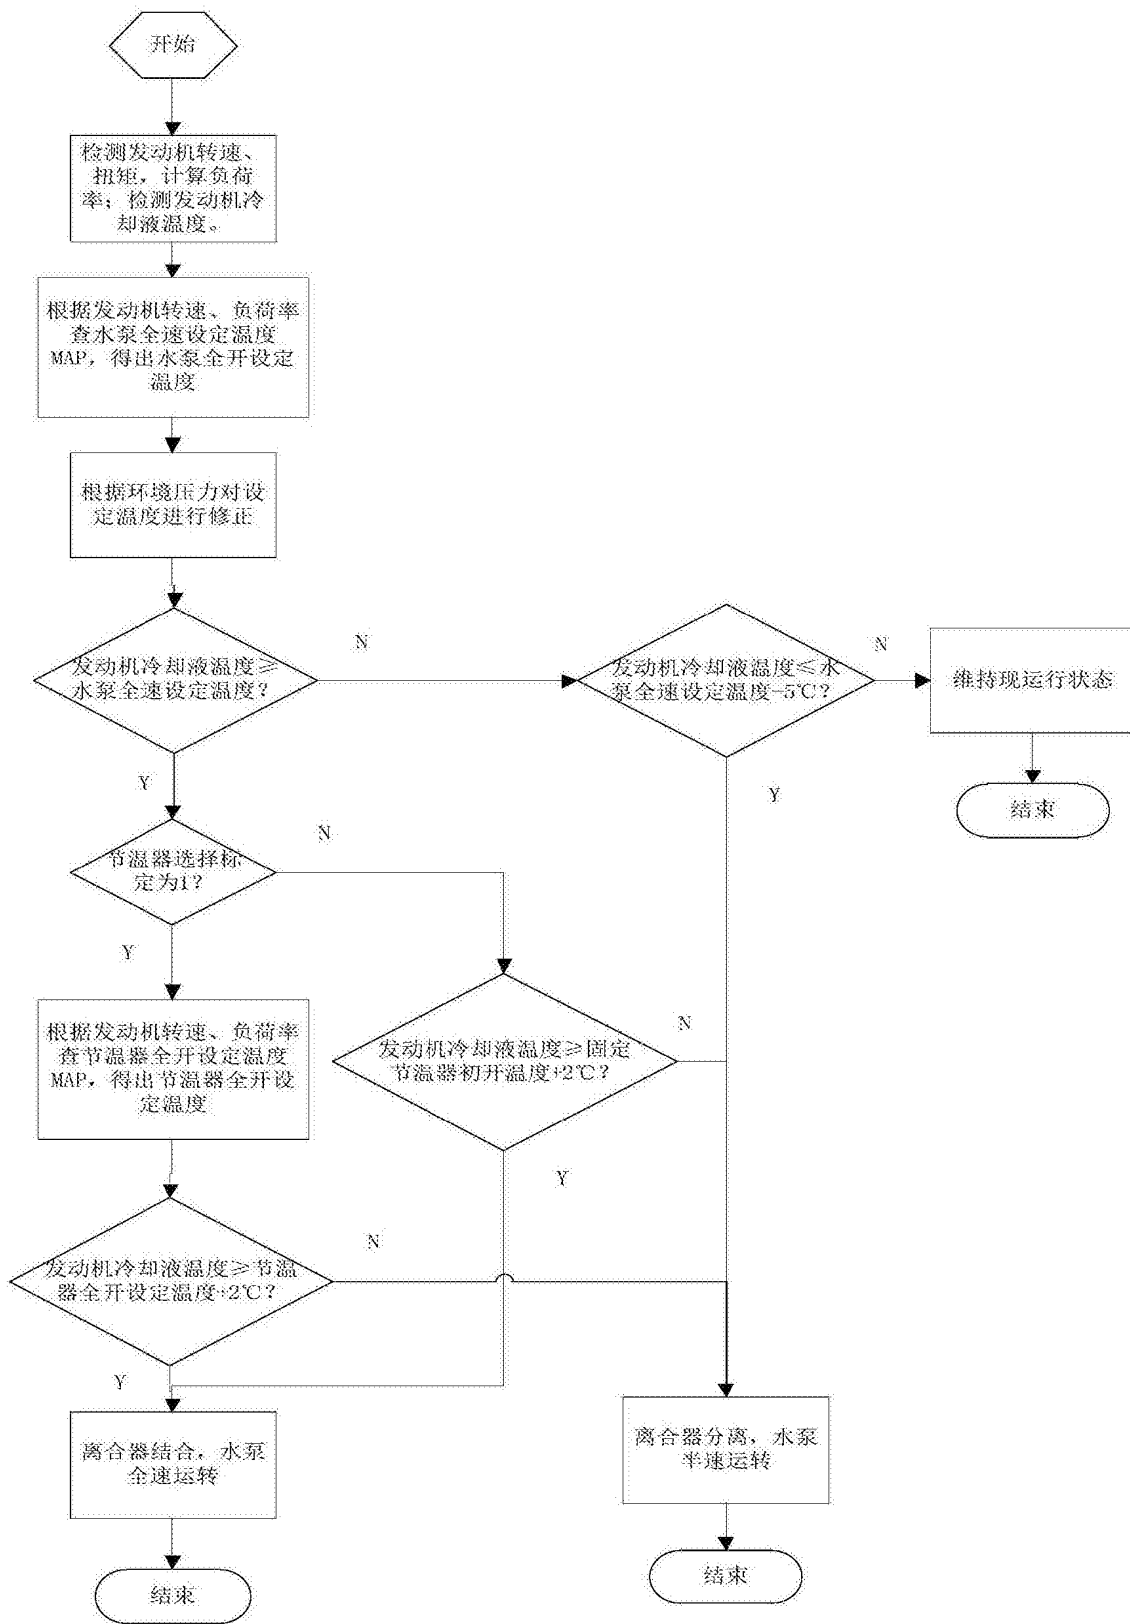 开始
检测发动机转速、
扭矩，计算负荷
率；检测发动机冷
却液温度。
根据发动机转速、负荷率
查水泵全速设定温度
MAP，得出水泵全开设定
温度
根据环境压力对设
定温度进行修正
发动机冷却液温度≥
水泵全速设定温度？
N
发动机冷却液温度≤水
泵全速设定温度-5℃？
N
维持现运行状态
结束
Y
Y
节温器选择标
定为1？
N
Y
根据发动机转速、负荷率
查节温器全开设定温度
MAP，得出节温器全开设
定温度
发动机冷却液温度≥固定
节温器初开温度+2℃？
N
Y
发动机冷却液温度≥节温
器全开设定温度+2℃？
N
Y
离合器结合，水泵
全速运转
结束
离合器分离，水泵
半速运转
结束